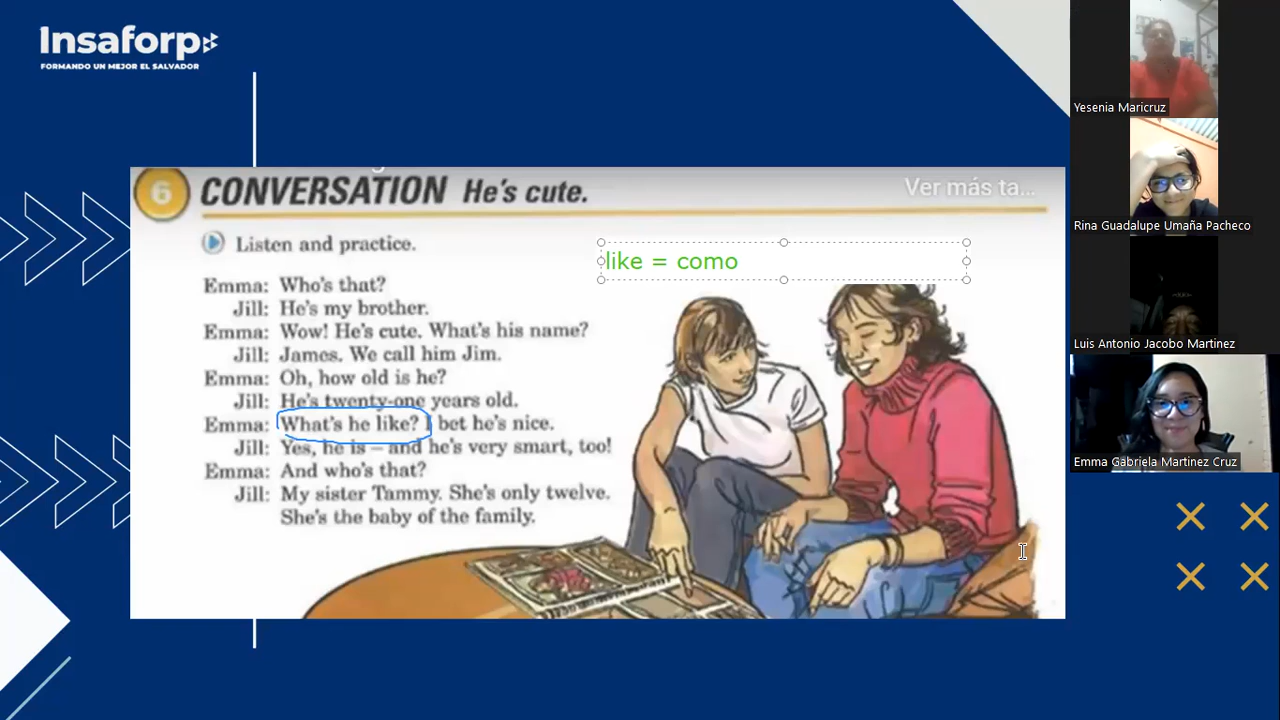 Insaforp
FORMANDO UN MEJOR EL SALVADOR
6 CONVERSATION He's cute.
Ver más ta...
Listen and practice.
like = como
Emma: Who's that?
Jill: He's my brother.
Emma: Wow! He's cute. What's his name?
Jill: James. We call him Jim.
Emma: Oh, how old is he?
Jill: He's twenty-one years old.
Emma: What's he like? I bet he's nice.
Jill: Yes, he is – and he's very smart, too!
Emma: And who's that?
Jill: My sister Tammy. She's only twelve.
She's the baby of the family.
Yesenia Maricruz
Rina Guadalupe Umaña Pacheco
Luis Antonio Jacobo Martinez
Emma Gabriela Martinez Cruz